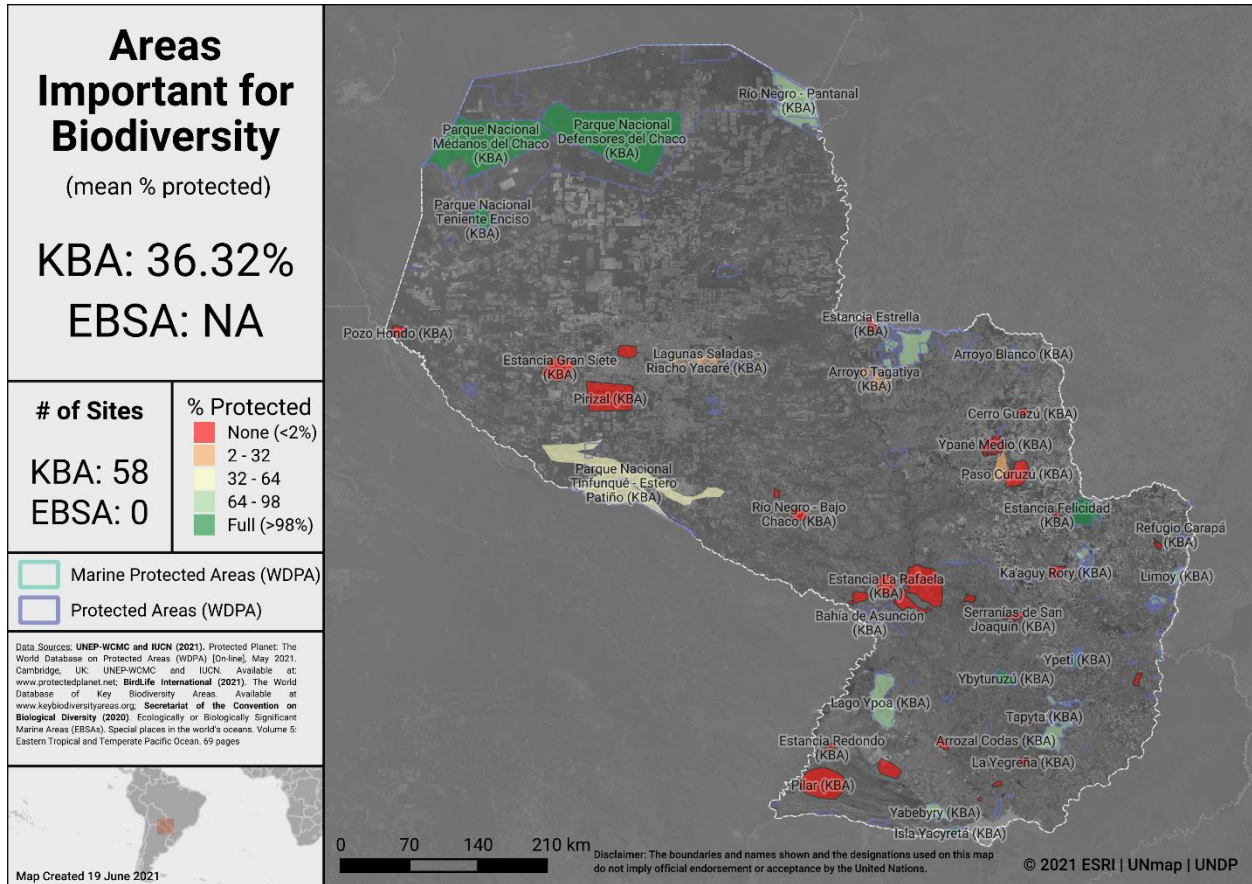 Areas
Important for
Biodiversity
(mean % protected)
KBA: 36.32%
EBSA: NA
# of Sites
KBA: 58
EBSA: 0
% Protected
None (<2%)
2 - 32
32 - 64
64 - 98
Full (>98%)
Marine Protected Areas (WDPA)
Protected Areas (WDPA)
Data Sources: UNEP-WCMC and IUCN (2021). Protected Planet: The
World Database on Protected Areas (WDPA) [On-line], May 2021.
Cambridge, UK: UNEP-WCMC and IUCN. Available at:
www.protectedplanet.net; BirdLife International (2021). The World
Database of Key Biodiversity Areas. Available at
www.keybiodiversityareas.org; Secretariat of the Convention on
Biological Diversity (2020). Ecologically or Biologically Significant
Marine Areas (EBSAs). Special places in the world's oceans. Volume 5:
Eastern Tropical and Temperate Pacific Ocean. 69 pages
Map Created 19 June 2021
Río Negro - Pantanal
(KBA)
Parque Nacional
Médanos del Chaco
(KBA)
Parque Nacional
Defensores del Chaco
(KBA)
Parque Nacional
Teniente Enciso
(KBA)
Pozo Hondo (KBA)
Estancia Gran Siete
(KBA)
Lagunas Saladas -
Riacho Yacaré (KBA)
Pirizal (KBA)
Estancia Estrella
(KBA)
Arroyo Blanco (KBA)
Arroyo Tagatiya
(KBA)
Cerro Guazú (KBA)
Ypané Medio (KBA)
Paso Curuzú (KBA)
Parque Nacional
Tinfunqué - Estero
Patiño (KBA)
Río Negro - Bajo
Chaco (KBA)
Estancia Felicidad
(KBA)
Refugio Carapá
(KBA)
Ka'aguy Rory (KBA)
Limoy (KBA)
Estancia La Rafaela
(KBA)
Bahía de Asunción
(KBA)
Serranías de San
Joaquín (KBA)
Ypeti (KBA)
Ybyturuzú (KBA)
Lago Ypoa (KBA)
Tapyta (KBA)
Estancia Redondo
(KBA)
Arrozal Codas (KBA)
La Yegreña (KBA)
Pilar (KBA)
Yabebyry (KBA)
Isla Yacyretá (KBA)
0 70 140 210 km
Disclaimer: The boundaries and names shown and the designations used on this map
do not imply official endorsement or acceptance by the United Nations.
© 2021 ESRI | UNmap | UNDP